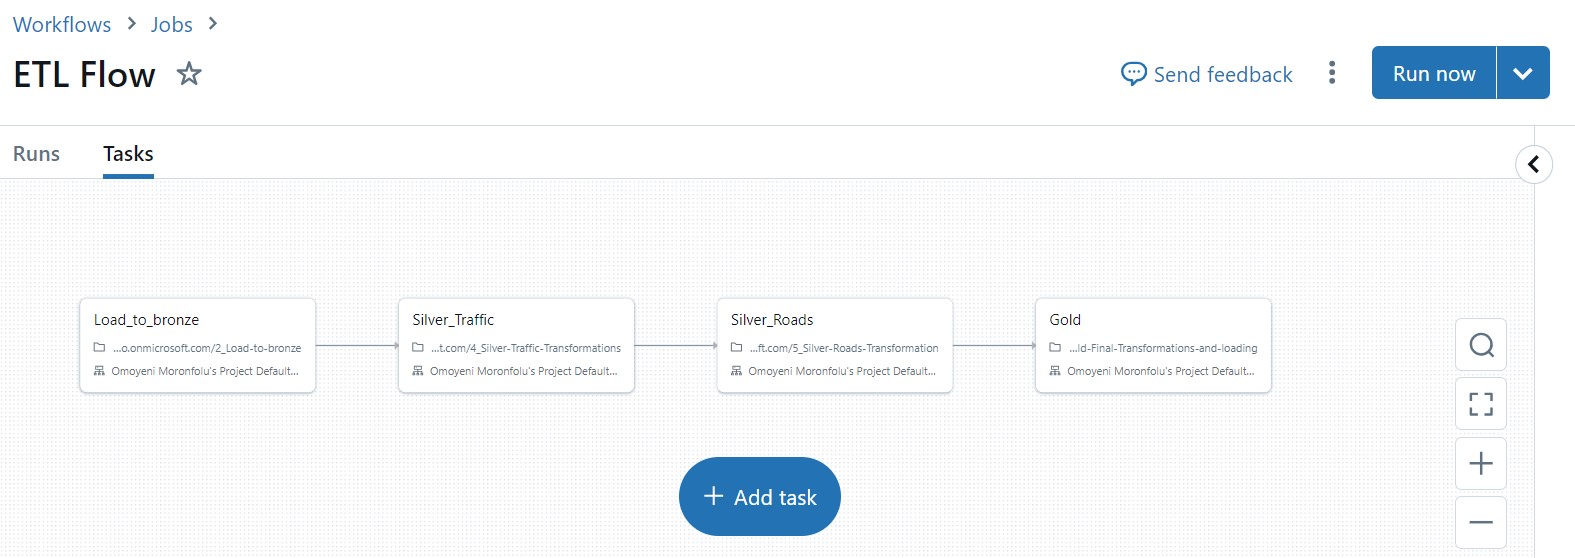 Workflows > Jobs >
ETL Flow
Send feedback
Run now
Runs
Tasks
Load_to_bronze
...o.onmicrosoft.com/2_Load-to-bronze
Omoyeni Moronfolu's Project Default...
Silver_Traffic
...t.com/4_Silver-Traffic-Transformations
Omoyeni Moronfolu's Project Default...
Silver_Roads
...ft.com/5_Silver-Roads-Transformation
Omoyeni Moronfolu's Project Default...
Gold
...ld-Final-Transformations-and-loading
Omoyeni Moronfolu's Project Default...
+ Add task